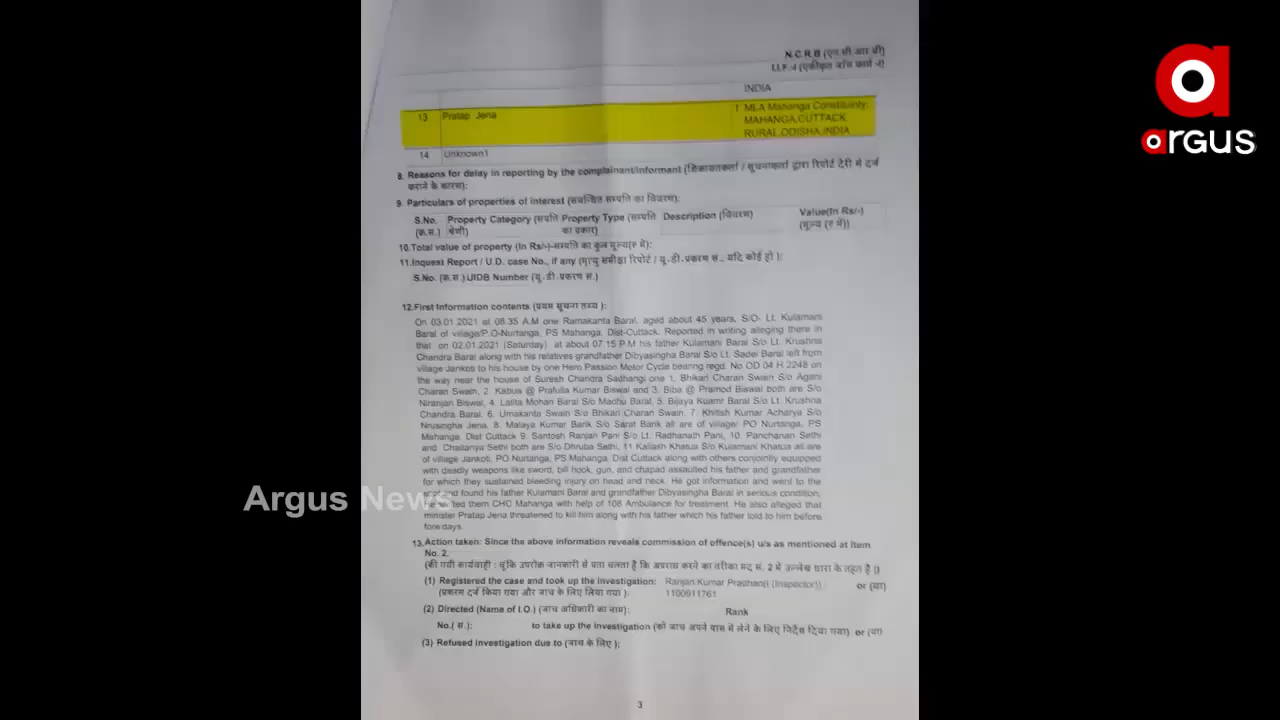 N.C.R.B (एन.सी.आर.बी)
I.I.F.-I (एकीकृत जांच फार्म-I)
INDIA
13 Pratap Jena 1 MLA Mahanga Constituinty, MAHANGA,CUTTACK RURAL,ODISHA,INDIA
14 Unknown1
8. Reasons for delay in reporting by the complainant/informant (शिकायतकर्ता / सूचनाकर्ता द्वारा रिपोर्ट देरी में दर्ज
कराने के कारण):
9. Particulars of properties of interest (संबन्धित सम्पत्ति का विवरण):
S.No. Property Category (सपत्ति Property Type (सम्पत्ति Description (विवरण) Value(In Rs/-)
(क्र.स.) श्रेणी) का प्रकार) (मूल्य (रु में))
10.Total value of property (In Rs/-)-सम्पत्ति का कुल मूल्य(रु में):
11.Inquest Report / U.D. case No., if any (मृत्यु समीक्षा रिपोर्ट / यू.डी.प्रकरण सं., यदि कोई हो ):
S.No. (क्र.स.) UIDB Number (यू.डी.प्रकरण सं.)
12.First Information contents (प्रथम सूचना तथ्य ):
On 03.01.2021 at 08.35 A.M one Ramakanta Baral, aged about 45 years, S/O- Lt. Kulamani
Baral of village/P.O-Nurtanga, PS Mahanga, Dist-Cuttack. Reported in writing alleging there in
that on 02.01.2021 (Saturday) at about 07.15 P.M his father Kulamani Baral S/o Lt. Krushna
Chandra Baral along with his relatives grandfather Dibyasingha Baral S/o Lt. Sadei Baral left from
village Jankoti to his house by one Hero Passion Motor Cycle bearing regd. No OD 04 H 2248 on
the way near the house of Suresh Chandra Sadhangi one 1. Bhikari Charan Swain S/o Agani
Charan Swain, 2. Kabus @ Prafulla Kumar Biswal and 3. Biba @ Pramod Biswal both are S/o
Niranjan Biswal, 4. Lalita Mohan Baral S/o Madhu Baral, 5. Bijaya Kuamr Baral S/o Lt. Krushna
Chandra Baral. 6. Umakanta Swain S/o Bhikari Charan Swain. 7. Khitish Kumar Acharya S/o
Nrusingha Jena, 8. Malaya Kumar Barik S/o Sarat Barik all are of village/ PO Nurtanga, PS
Mahanga, Dist Cuttack 9. Santosh Ranjan Pani S/o Lt. Radhanath Pani, 10. Panchanan Sethi
and Chaitanya Sethi both are S/o Dhruba Sethi, 11 Kailash Khatua S/o Kulamani Khatua all are
of village Jankoti, PO Nurtanga, PS Mahanga, Dist Cuttack along with others conjointly equipped
with deadly weapons like sword, bill hook, gun, and chapad assaulted his father and grandfather
for which they sustained bleeding injury on head and neck. He got information and went to the
and found his father Kulamani Baral and grandfather Dibyasingha Baral in serious condition,
them CHC Mahanga with help of 108 Ambulance for treatment. He also alleged that
minister Pratap Jena threatened to kill him along with his father which his father told to him before
fore days.
13.Action taken: Since the above information reveals commission of offence(s) u/s as mentioned at Item
No. 2.
(की गयी कार्यवाही : चूंकि उपरोक्त जानकारी से पता चलता है कि अपराध करने का तरीका मद सं. 2 में उल्लेख धारा के तहत है।)
(1) Registered the case and took up the investigation: Ranjan Kumar Pradhan(I (Inspector)) or (या)
(प्रकरण दर्ज किया गया और जांच के लिए लिया गया ): 1100911761
(2) Directed (Name of I.O.) (जांच अधिकारी का नाम): Rank
No.( सं.): to take up the investigation (को जांच अपने पास में लेने के लिए निर्देश दिया गया) or (या
(3) Refused investigation due to (जांच के लिए ):
3
argus
Argus News